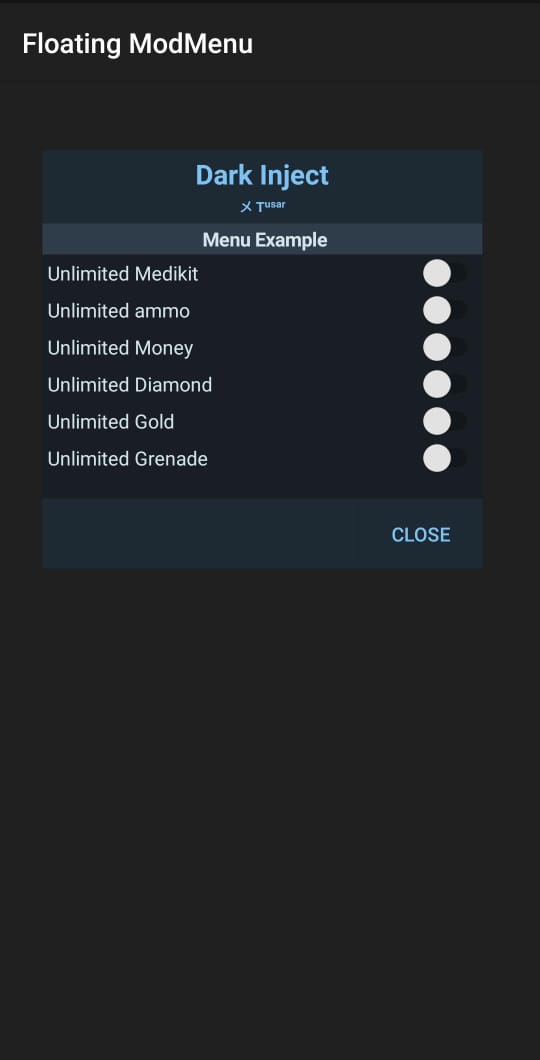 Floating ModMenu
Dark Inject
メ Tᵘˢᵃʳ
Menu Example
Unlimited Medikit
Unlimited ammo
Unlimited Money
Unlimited Diamond
Unlimited Gold
Unlimited Grenade
CLOSE